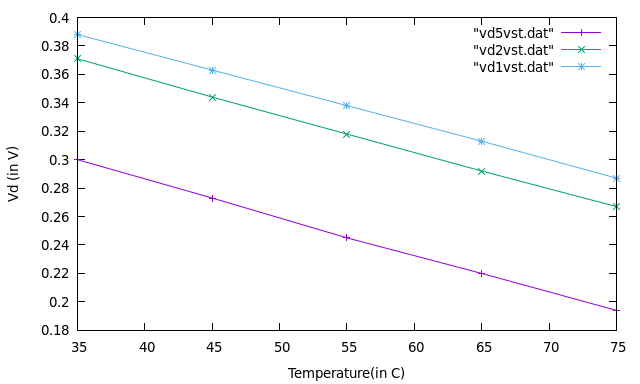 0.4
0.38
0.36
0.34
0.32
0.3
0.28
0.26
0.24
0.22
0.2
0.18
Vd (in V)
"vd5vst.dat"
"vd2vst.dat"
"vd1vst.dat"
35 40 45 50 55 60 65 70 75
Temperature(in C)